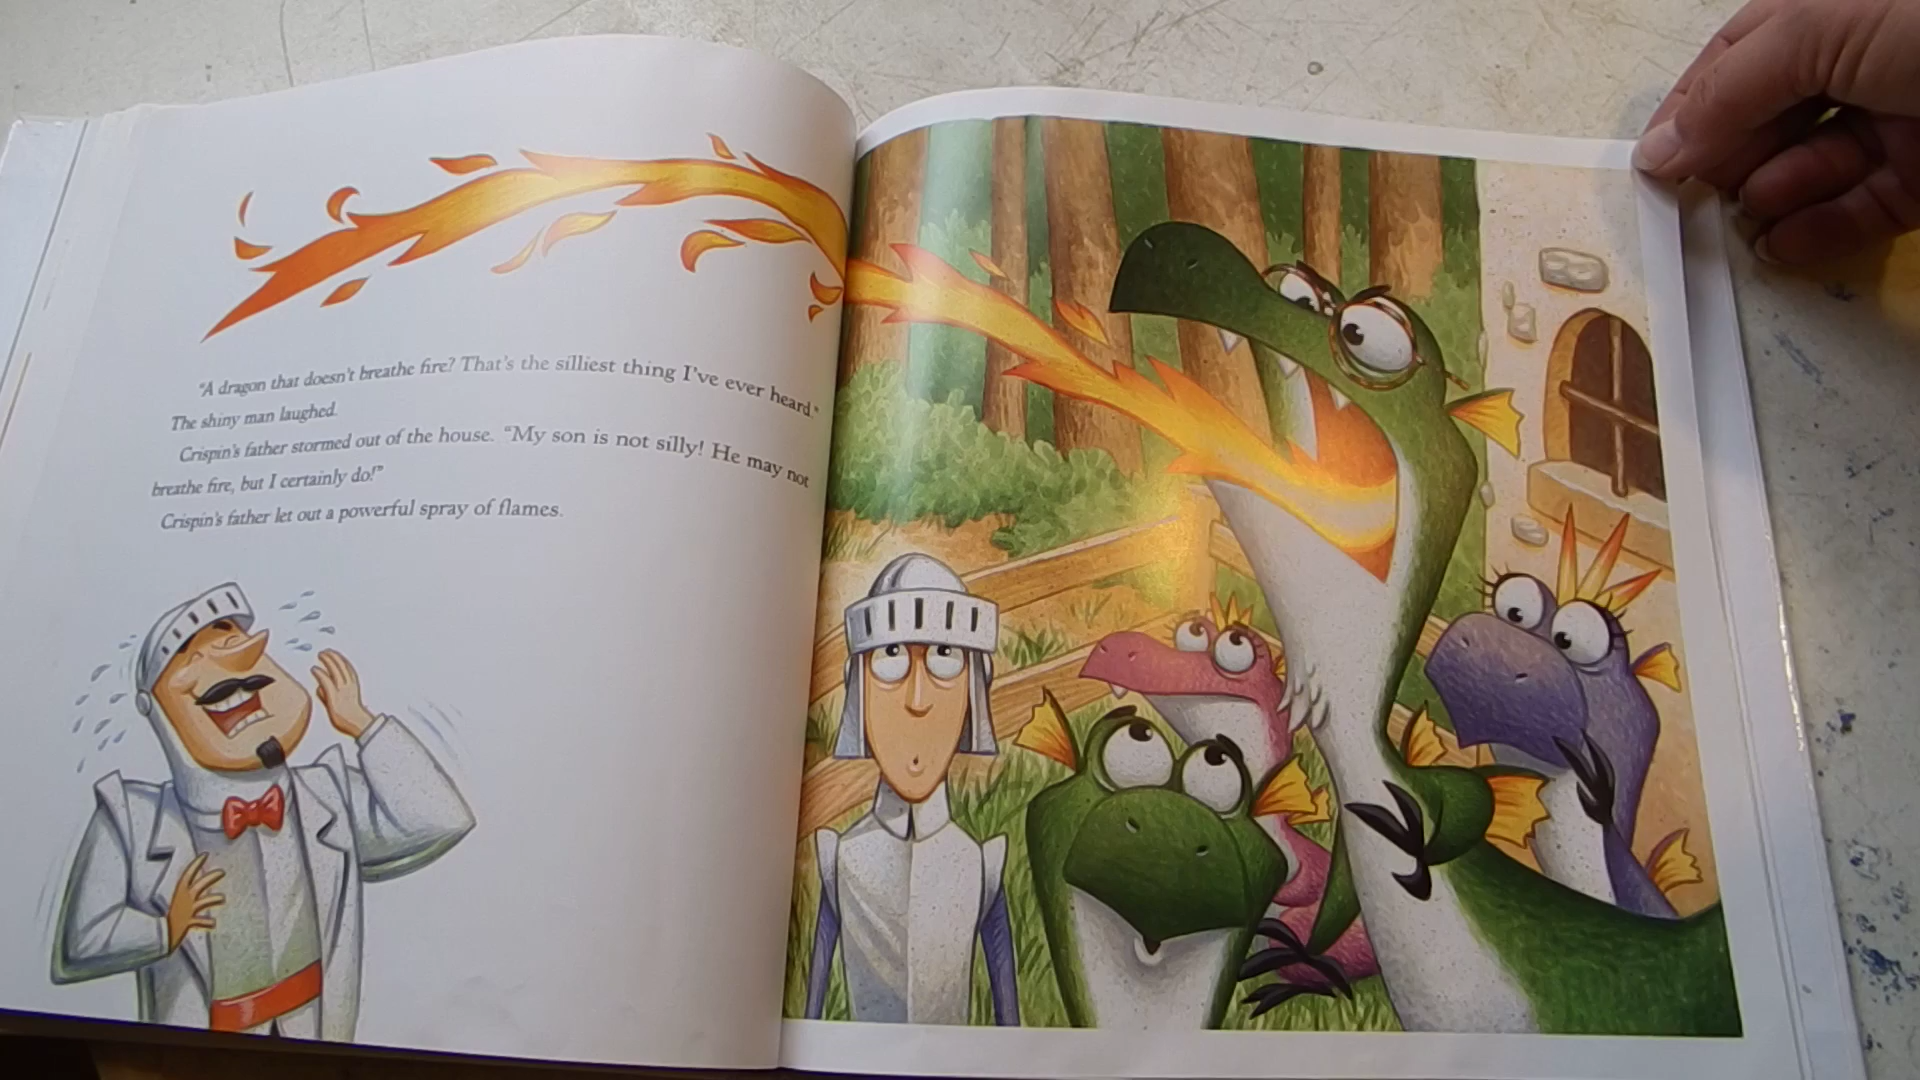 "A dragon that doesn't breathe fire? That's the silliest thing I've ever heard."
The shiny man laughed.
Crispin's father stormed out of the house. "My son is not silly! He may not
breathe fire, but I certainly do!"
Crispin's father let out a powerful spray of flames.